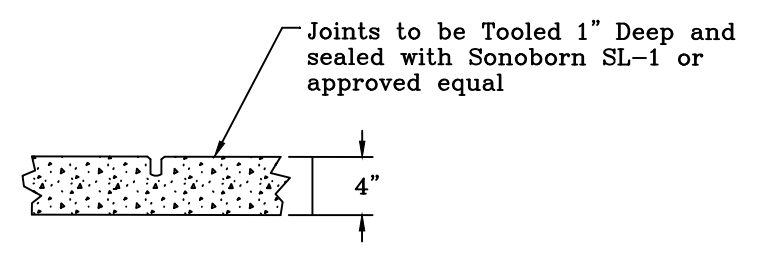 Joints to be Tooled 1" Deep and
sealed with Sonoborn SL-1 or
approved equal
4"